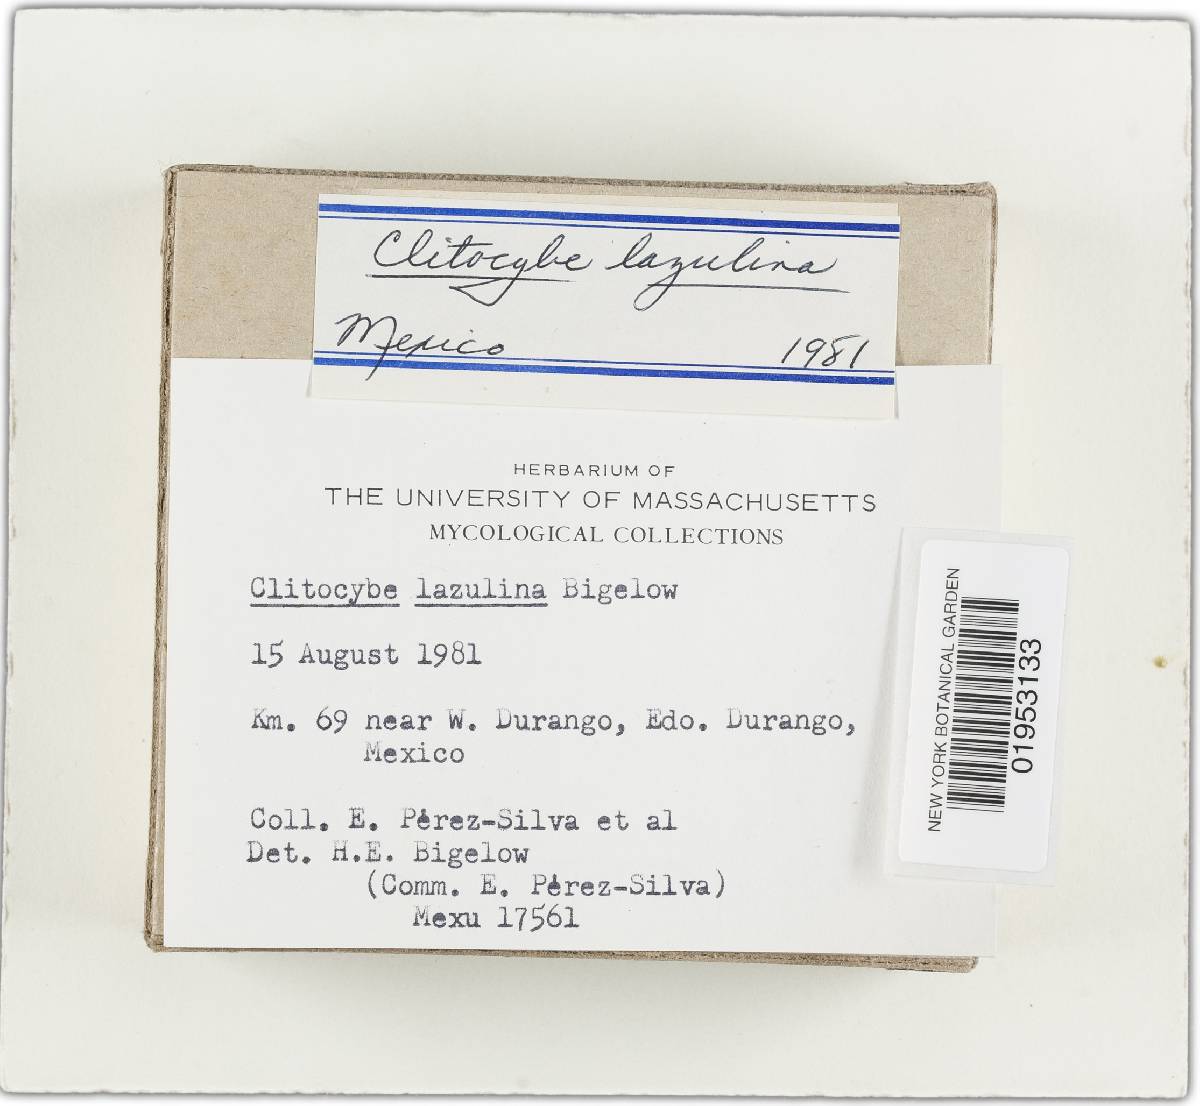 Clitocybe lazulina
Mexico 1981
HERBARIUM OF
THE UNIVERSITY OF MASSACHUSETTS
MYCOLOGICAL COLLECTIONS
Clitocybe lazulina Bigelow
15 August 1981
Km. 69 near W. Durango, Edo. Durango,
Mexico
Coll. E. Pérez-Silva et al
Det. H.E. Bigelow
(Comm. E. Pérez-Silva)
Mexu 17561
NEW YORK BOTANICAL GARDEN
01953133